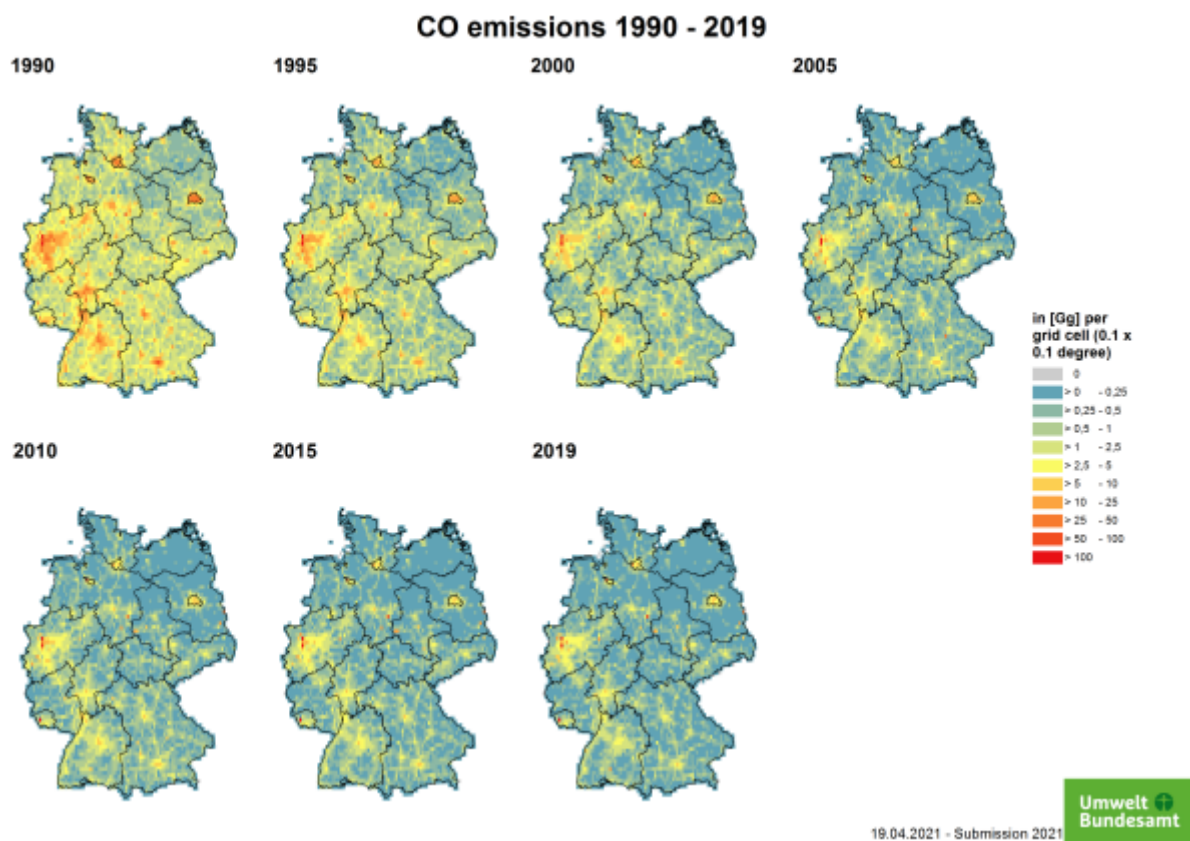 CO emissions 1990 - 2019
1990
1995
2000
2005
in [Gg] per
grid cell (0.1 x
0.1 degree)
0
> 0 - 0,25
> 0,25 - 0,5
> 0,5 - 1
> 1 - 2,5
> 2,5 - 5
> 5 - 10
> 10 - 25
> 25 - 50
> 50 - 100
> 100
2010
2015
2019
19.04.2021 - Submission 2021
Umwelt
Bundesamt